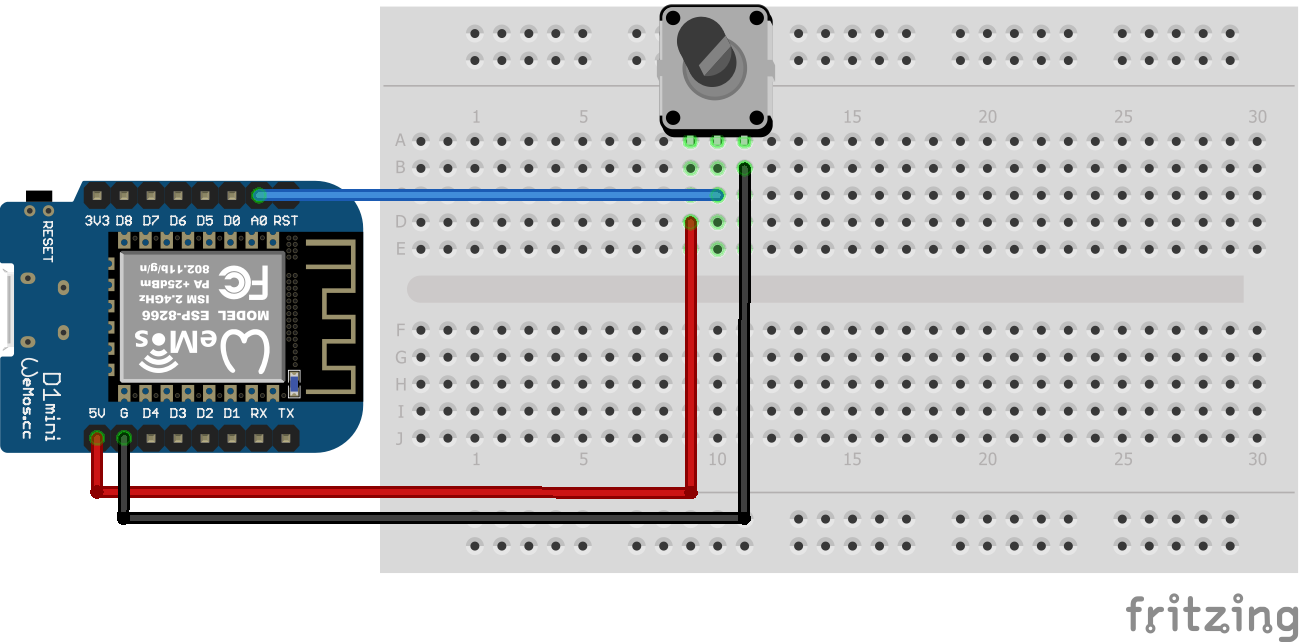 1 5 15 20 25 30
A
B
D
E
3V3 D8 D7 D6 D5 D0 A0 RST
RESET
802.11b/g/n
PA +25dBm
ISM 2.4GHz
FC
MODEL ESP-8266
WeMos
D1mini
WeMos.cc
5V G D4 D3 D2 D1 RX TX
F
G
H
I
J
1 5 10 15 20 25 30
fritzing